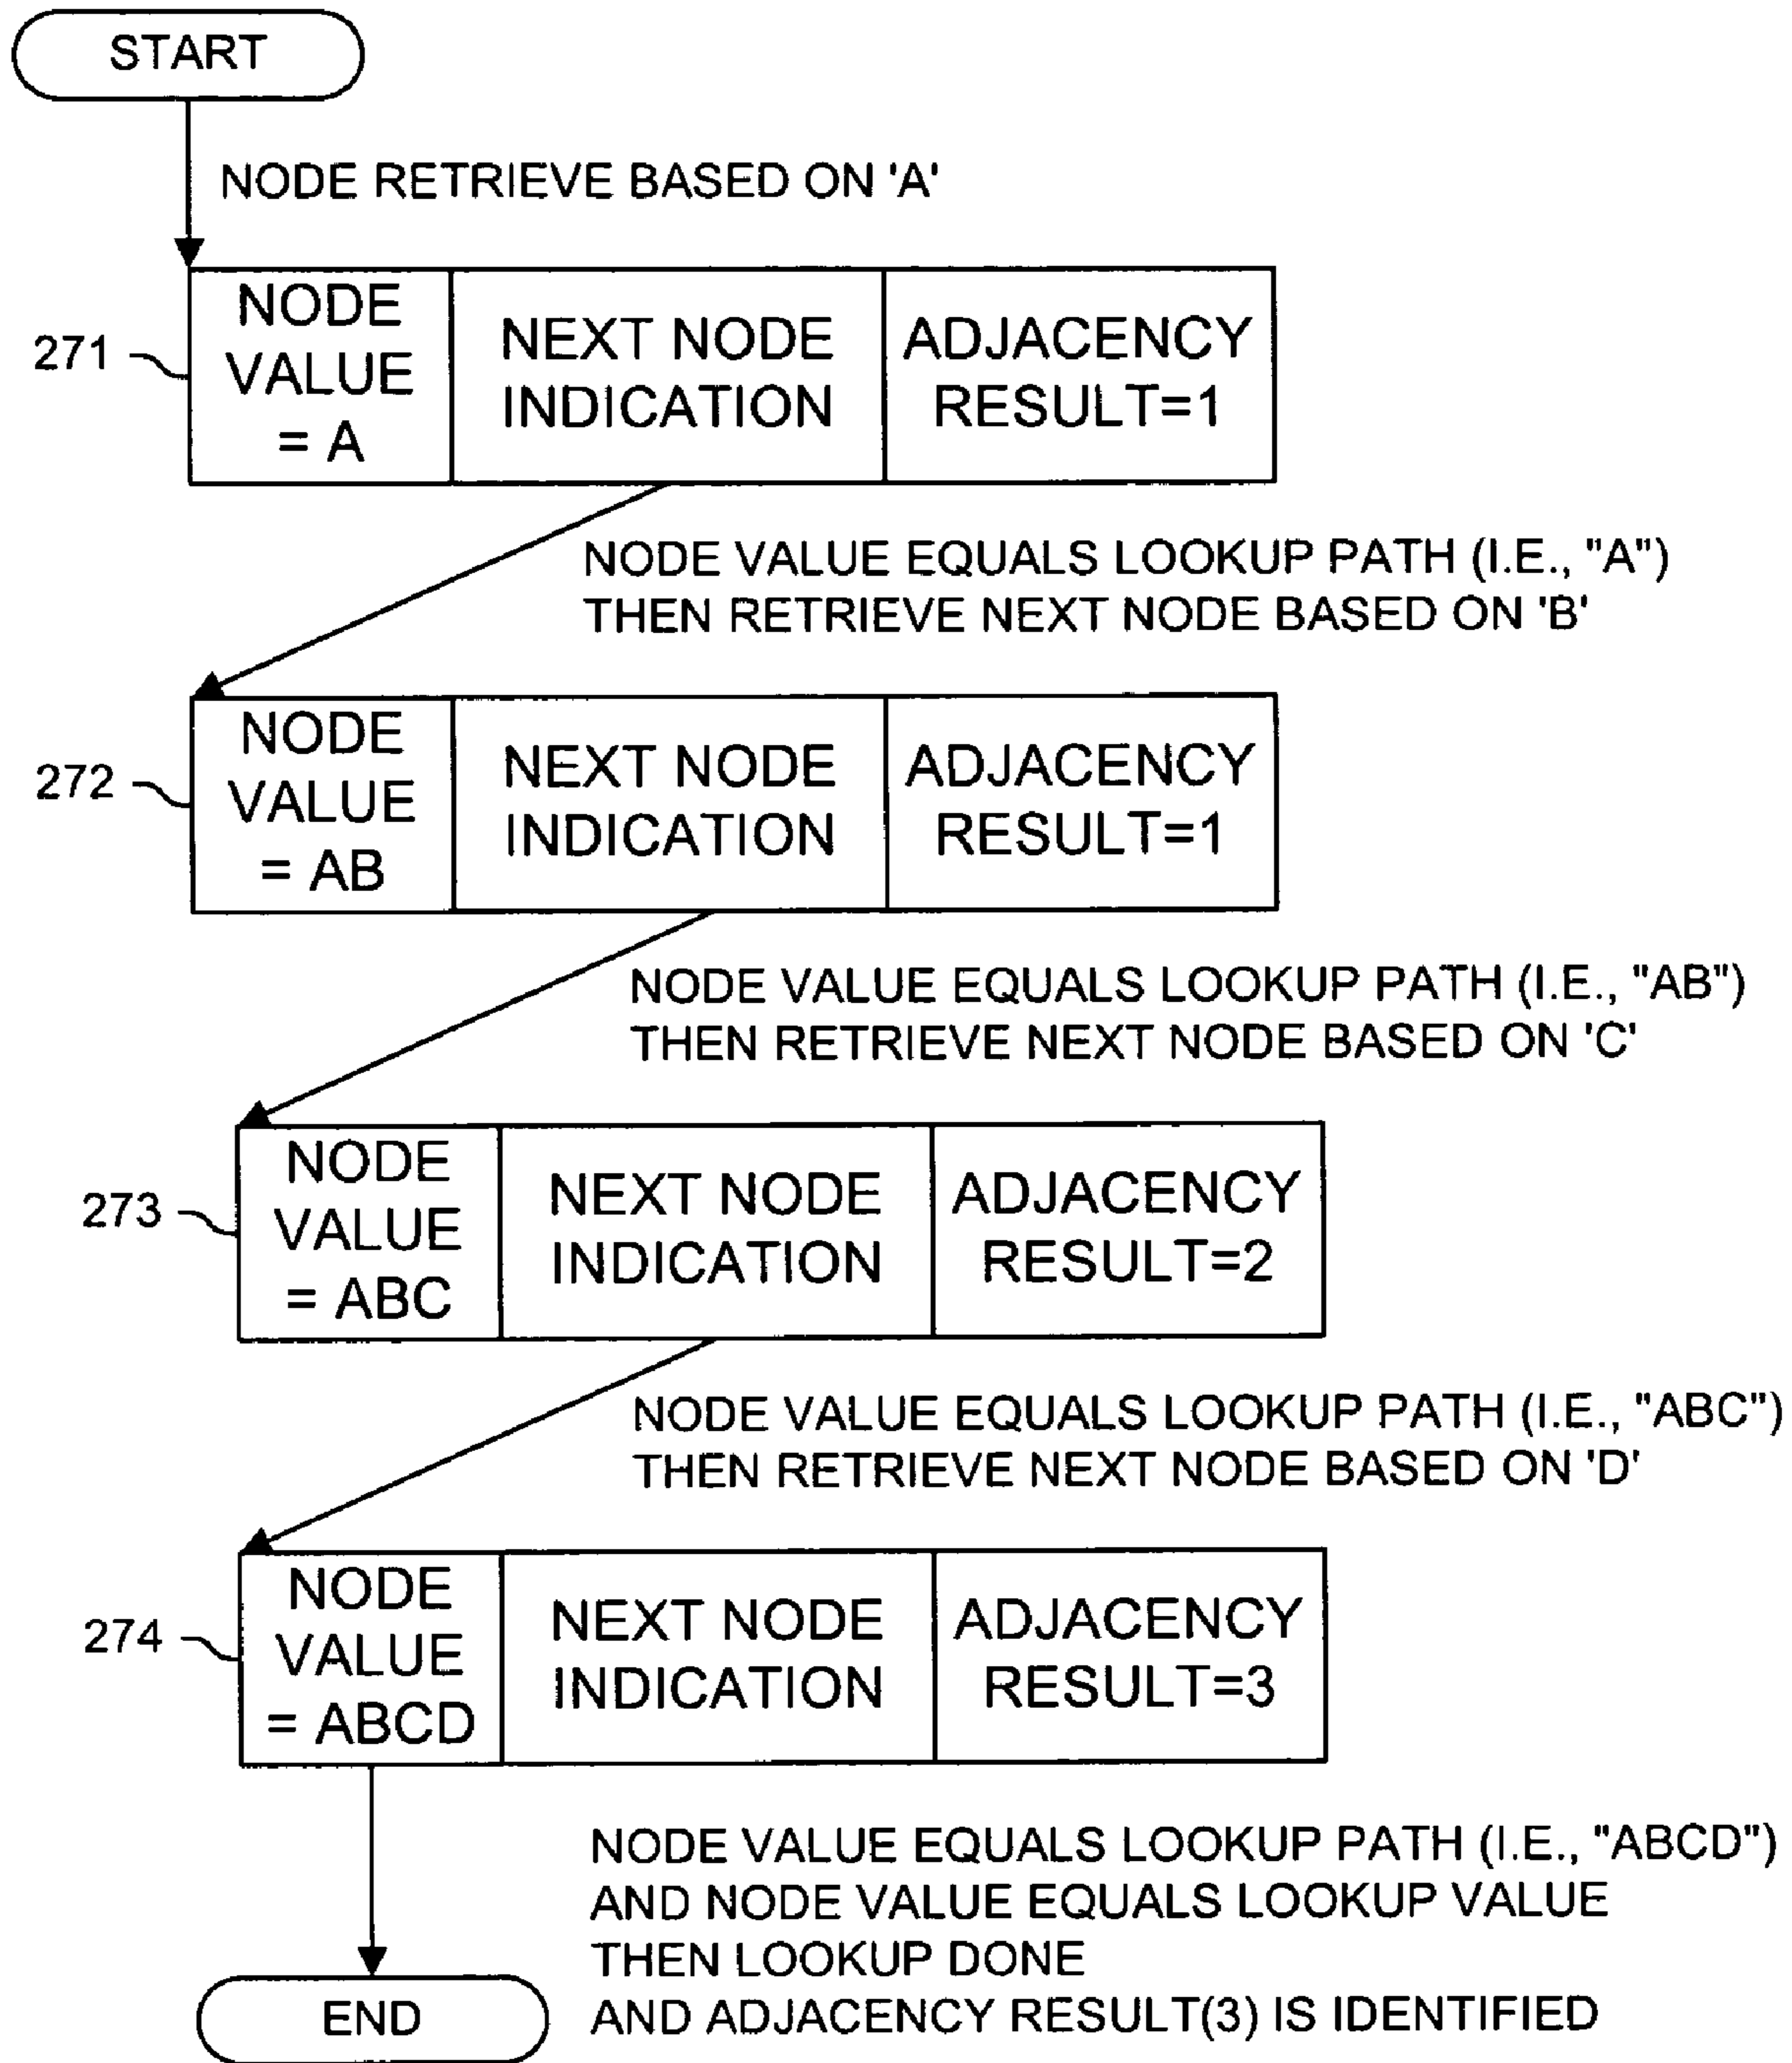 START
NODE RETRIEVE BASED ON 'A'
271
NODE
VALUE
= A
NEXT NODE
INDICATION
ADJACENCY
RESULT=1
NODE VALUE EQUALS LOOKUP PATH (I.E., "A")
THEN RETRIEVE NEXT NODE BASED ON 'B'
272
NODE
VALUE
= AB
NEXT NODE
INDICATION
ADJACENCY
RESULT=1
NODE VALUE EQUALS LOOKUP PATH (I.E., "AB")
THEN RETRIEVE NEXT NODE BASED ON 'C'
273
NODE
VALUE
= ABC
NEXT NODE
INDICATION
ADJACENCY
RESULT=2
NODE VALUE EQUALS LOOKUP PATH (I.E., "ABC")
THEN RETRIEVE NEXT NODE BASED ON 'D'
274
NODE
VALUE
= ABCD
NEXT NODE
INDICATION
ADJACENCY
RESULT=3
NODE VALUE EQUALS LOOKUP PATH (I.E., "ABCD")
AND NODE VALUE EQUALS LOOKUP VALUE
THEN LOOKUP DONE
AND ADJACENCY RESULT(3) IS IDENTIFIED
END